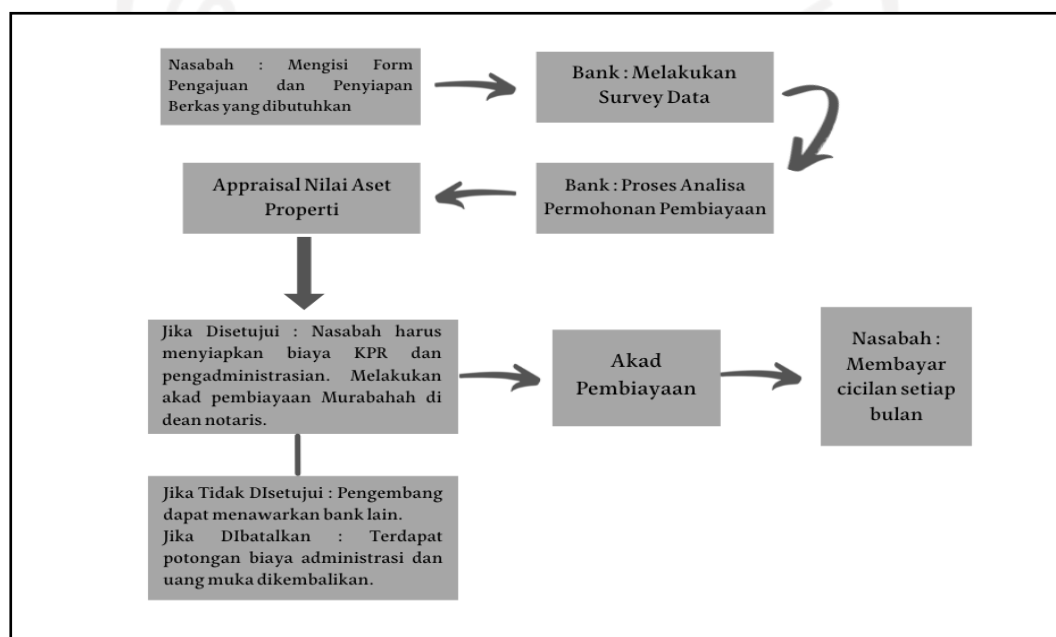 Nasabah : Mengisi Form
Pengajuan dan Penyiapan
Berkas yang dibutuhkan
Bank : Melakukan
Survey Data
Bank : Proses Analisa
Permohonan Pembiayaan
Appraisal Nilai Aset
Properti
Jika Disetujui : Nasabah harus
menyiapkan biaya KPR dan
pengadministrasian. Melakukan
akad pembiayaan Murabahah di
dean notaris.
Akad
Pembiayaan
Nasabah :
Membayar
cicilan setiap
bulan
Jika Tidak DIsetujui : Pengembang
dapat menawarkan bank lain.
Jika DIbatalkan : Terdapat
potongan biaya administrasi dan
uang muka dikembalikan.